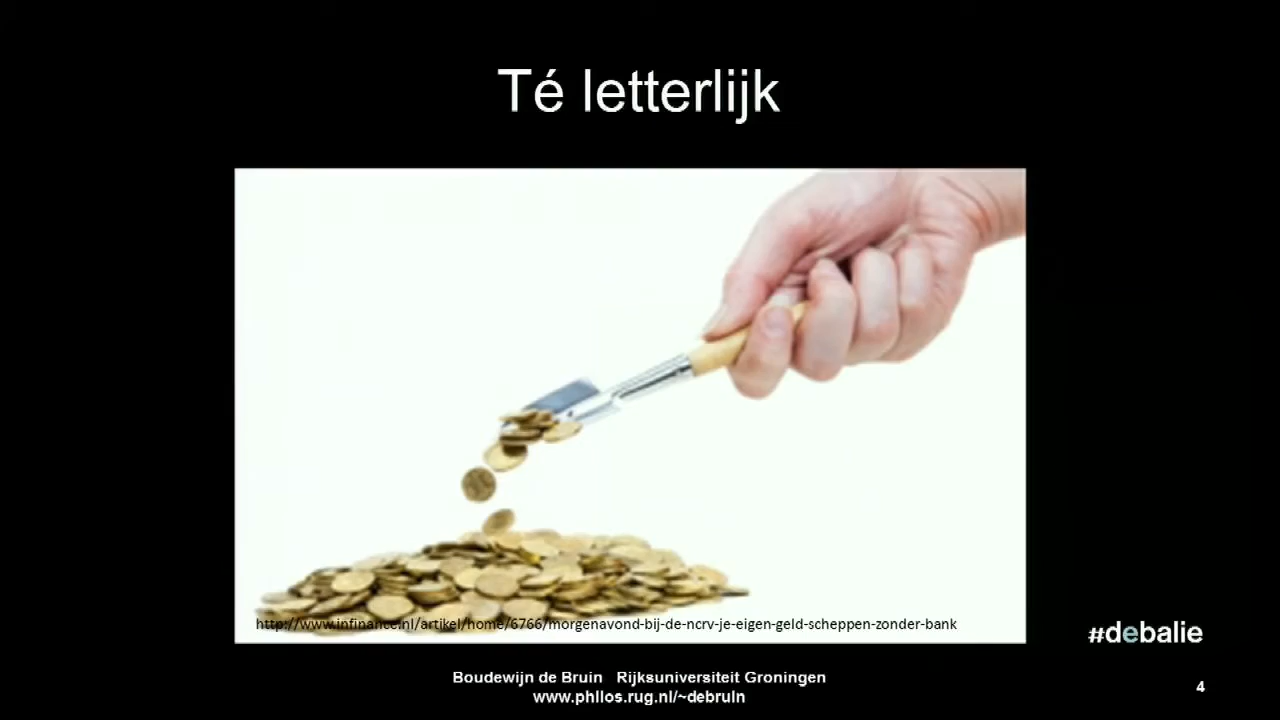 Té letterlijk
http://www.infinance.nl/artikel/home/6766/morgenavond-bij-de-ncrv-je-eigen-geld-scheppen-zonder-bank
#debalie
Boudewijn de Bruin Rijksuniversiteit Groningen
www.philos.rug.nl/~debruin
4